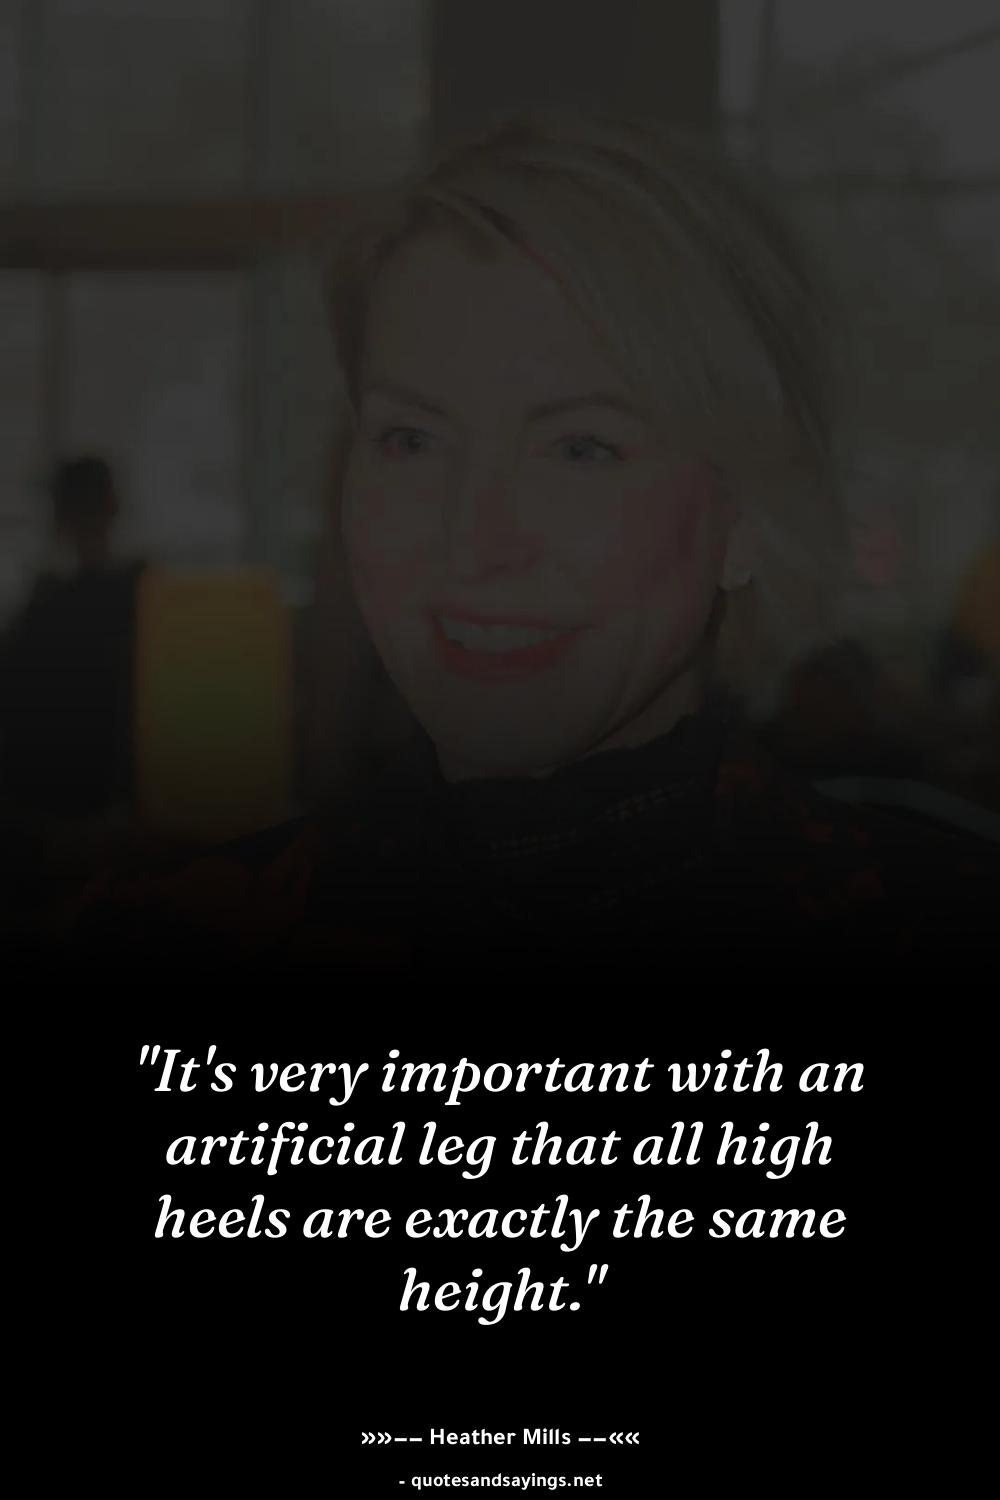 "It's very important with an
artificial leg that all high
heels are exactly the same
height."
»»–– Heather Mills ––««
- quotesandsayings.net